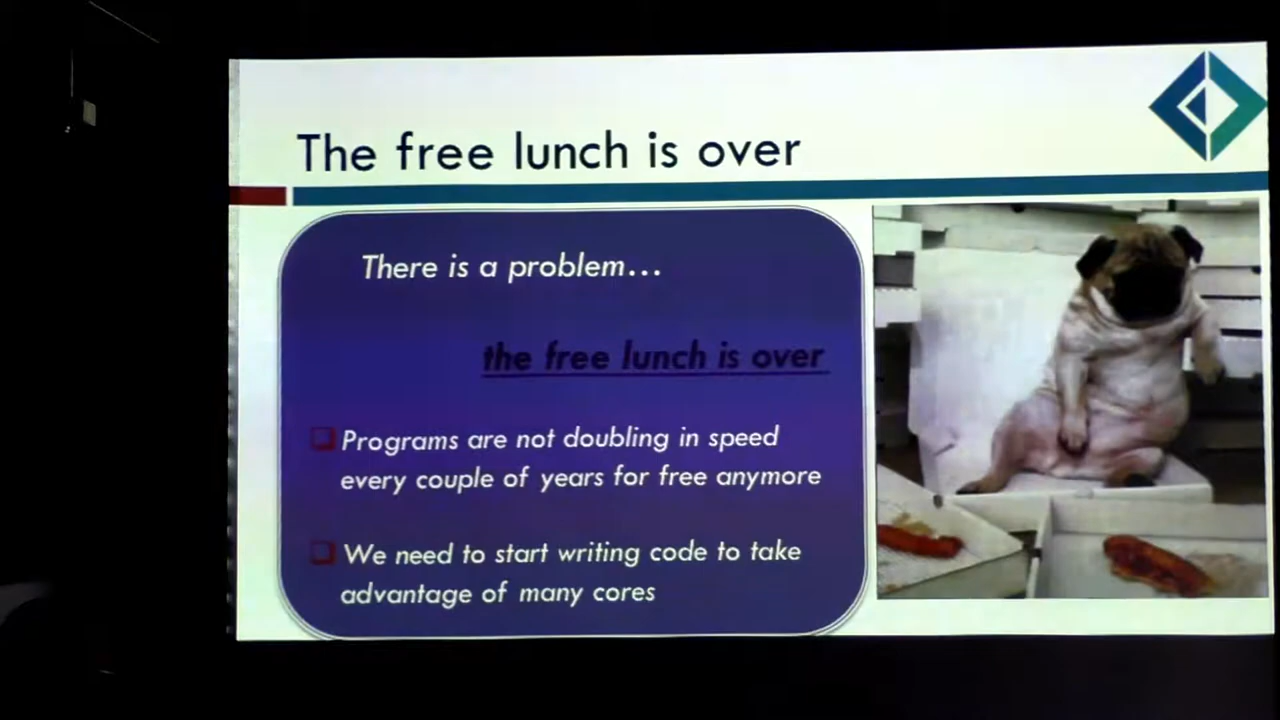 The free lunch is over
There is a problem...
the free lunch is over
Programs are not doubling in speed
every couple of years for free anymore
We need to start writing code to take
advantage of many cores